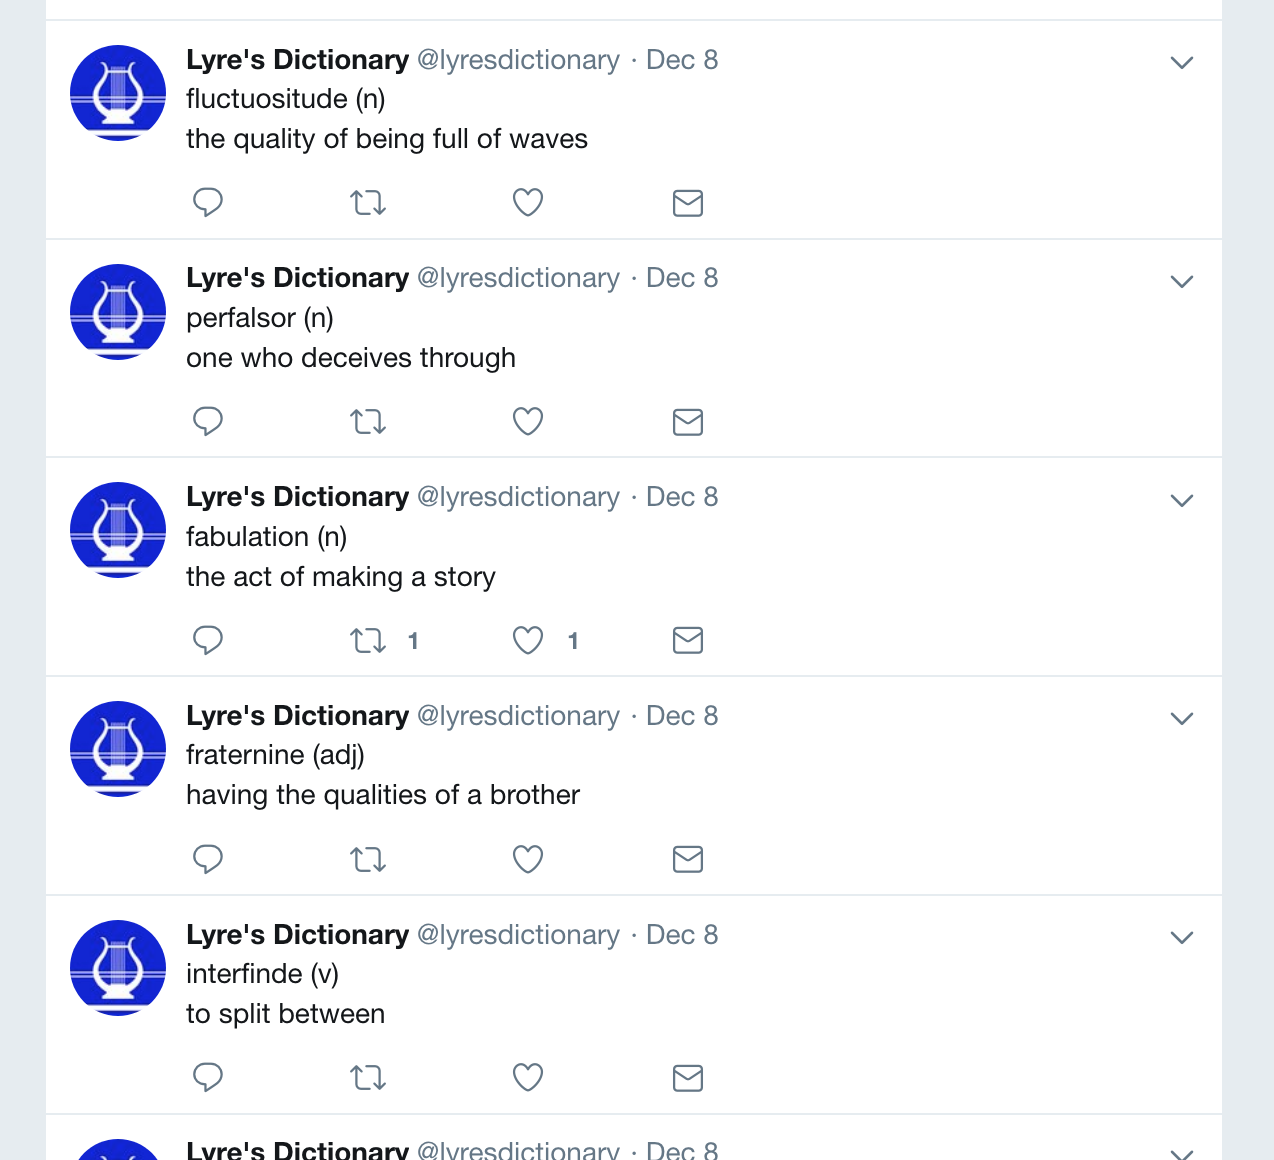 Lyre's Dictionary @lyresdictionary · Dec 8
fluctuositude (n)
the quality of being full of waves
Lyre's Dictionary @lyresdictionary · Dec 8
perfalsor (n)
one who deceives through
Lyre's Dictionary @lyresdictionary · Dec 8
fabulation (n)
the act of making a story
1 1
Lyre's Dictionary @lyresdictionary · Dec 8
fraternine (adj)
having the qualities of a brother
Lyre's Dictionary @lyresdictionary · Dec 8
interfinde (v)
to split between
Lyre's Dictionary @lyresdictionary · Dec 8